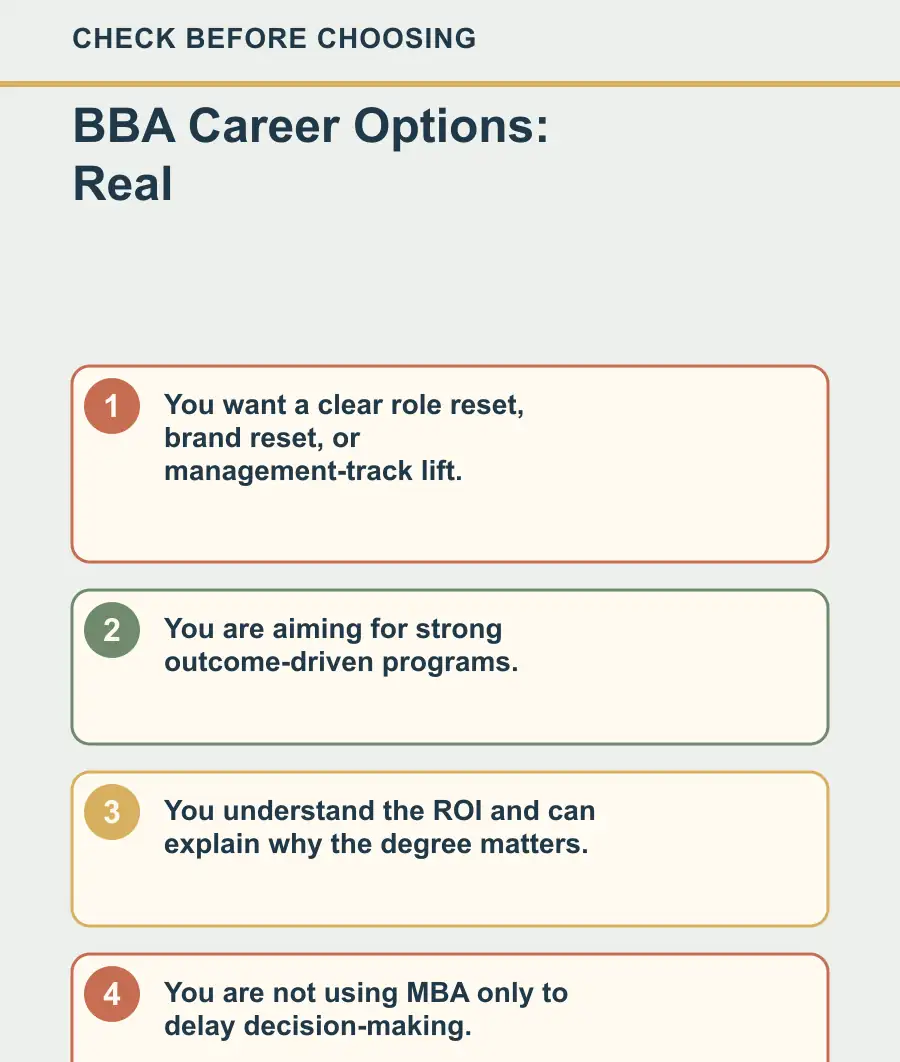 CHECK BEFORE CHOOSING
BBA Career Options:
Real
1
You want a clear role reset,
brand reset, or
management-track lift.
2
You are aiming for strong
outcome-driven programs.
3
You understand the ROI and can
explain why the degree matters.
4
You are not using MBA only to
delay decision-making.